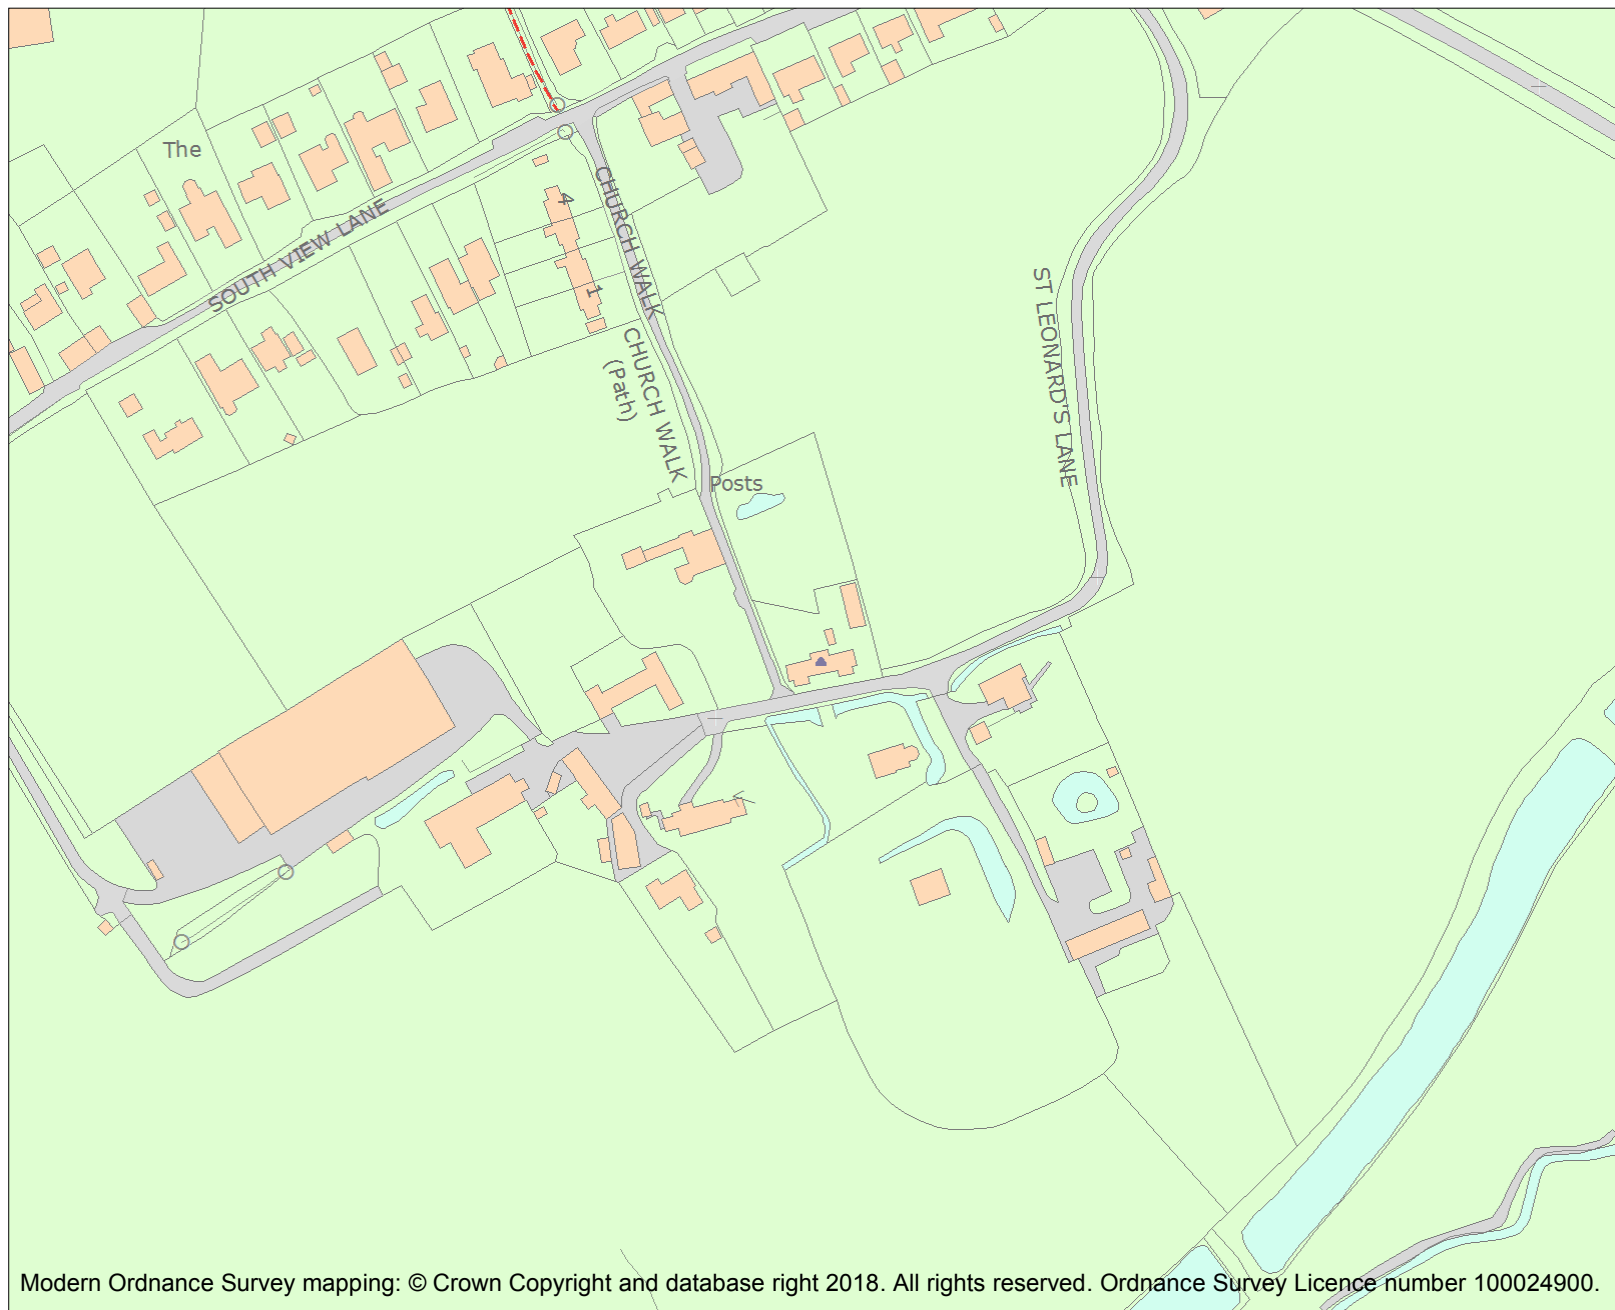 The
SOUTH VIEW LANE
4
1
CHURCH WALK
CHURCH WALK
(Path)
ST LEONARD'S LANE
Posts
Modern Ordnance Survey mapping: © Crown Copyright and database right 2018. All rights reserved. Ordnance Survey Licence number 100024900.